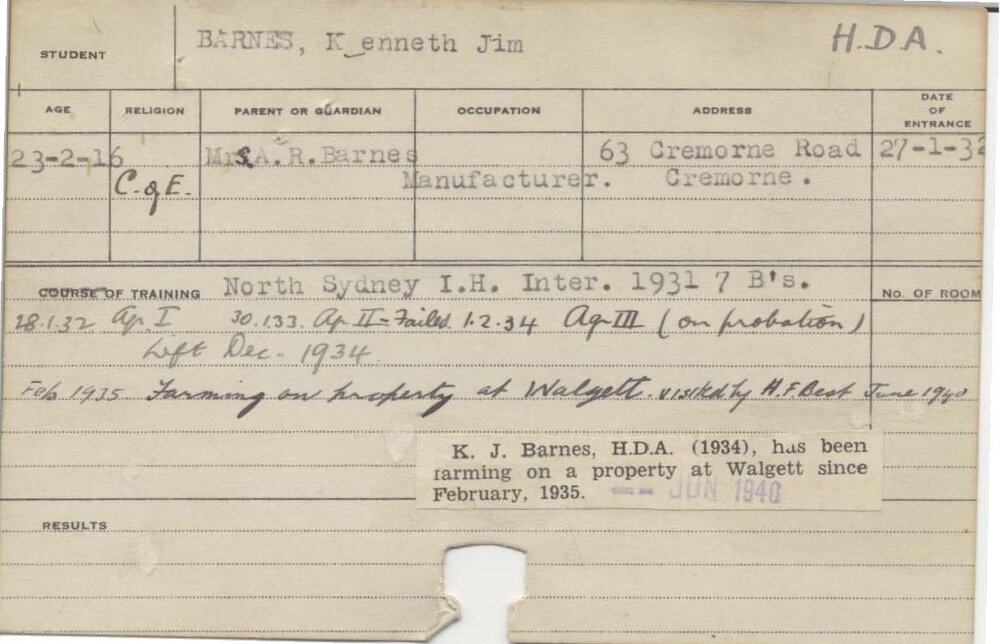 STUDENT BARNES, K_enneth Jim H.D.A.
AGE RELIGION PARENT OR GUARDIAN OCCUPATION ADDRESS DATE OF ENTRANCE
23-2-16 Mrs A.R.Barnes 63 Cremorne Road 27-1-32
C. of E. Manufacturer. Cremorne.
COURSE OF TRAINING North Sydney I.H. Inter. 1931 7 B's. NO. OF ROOM
28.1.32 Ag. I 30.1.33. Ag II = Failed. 1.2.34 Ag III (on probation)
Left Dec - 1934
Feb 1935 Farming on property at Walgett. visited by H.F. Best June 1940
K. J. Barnes, H.D.A. (1934), has been
farming on a property at Walgett since
February, 1935. -- JUN 1940
RESULTS